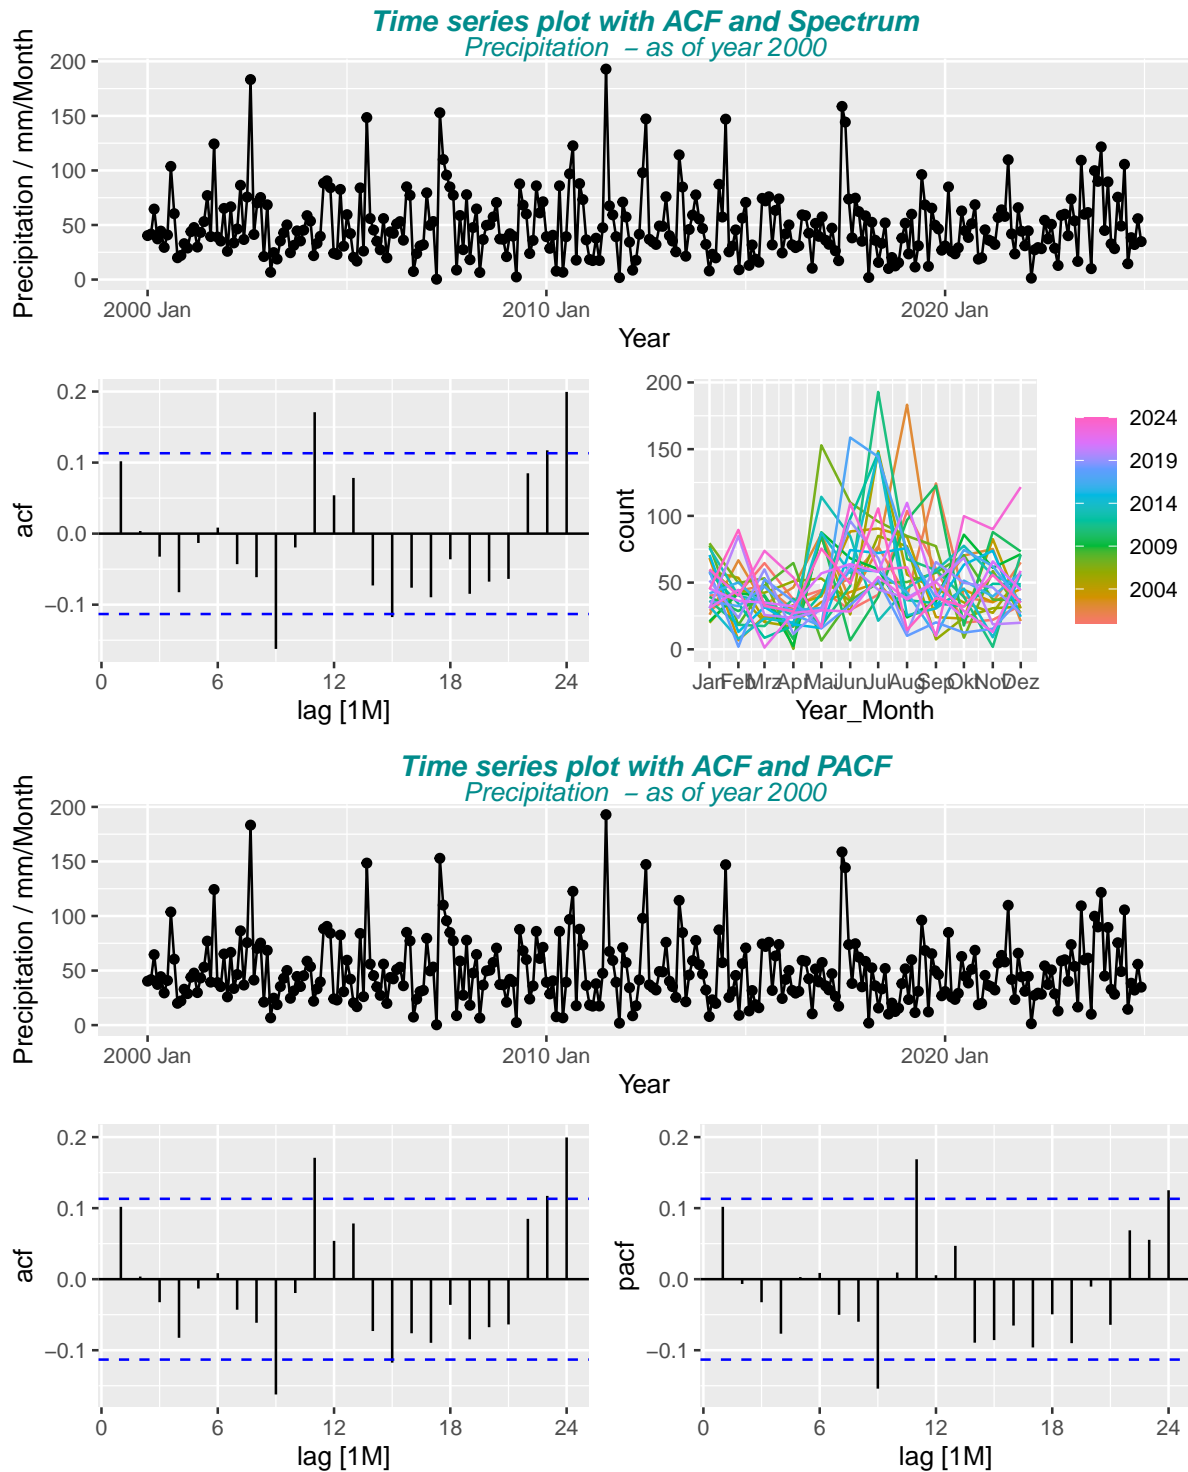 Time series plot with ACF and Spectrum
Precipitation – as of year 2000
Precipitation / mm/Month
200
150
100
50
0
2000 Jan 2010 Jan 2020 Jan
Year
acf
0.2
0.1
0.0
−0.1
0 6 12 18 24
lag [1M]
count
200
150
100
50
0
Jan Feb Mrz Apr Mai Jun Jul Aug Sep Okt Nov Dez
Year_Month
2024
2019
2014
2009
2004
Time series plot with ACF and PACF
Precipitation – as of year 2000
Precipitation / mm/Month
200
150
100
50
0
2000 Jan 2010 Jan 2020 Jan
Year
acf
0.2
0.1
0.0
−0.1
0 6 12 18 24
lag [1M]
pacf
0.2
0.1
0.0
−0.1
0 6 12 18 24
lag [1M]